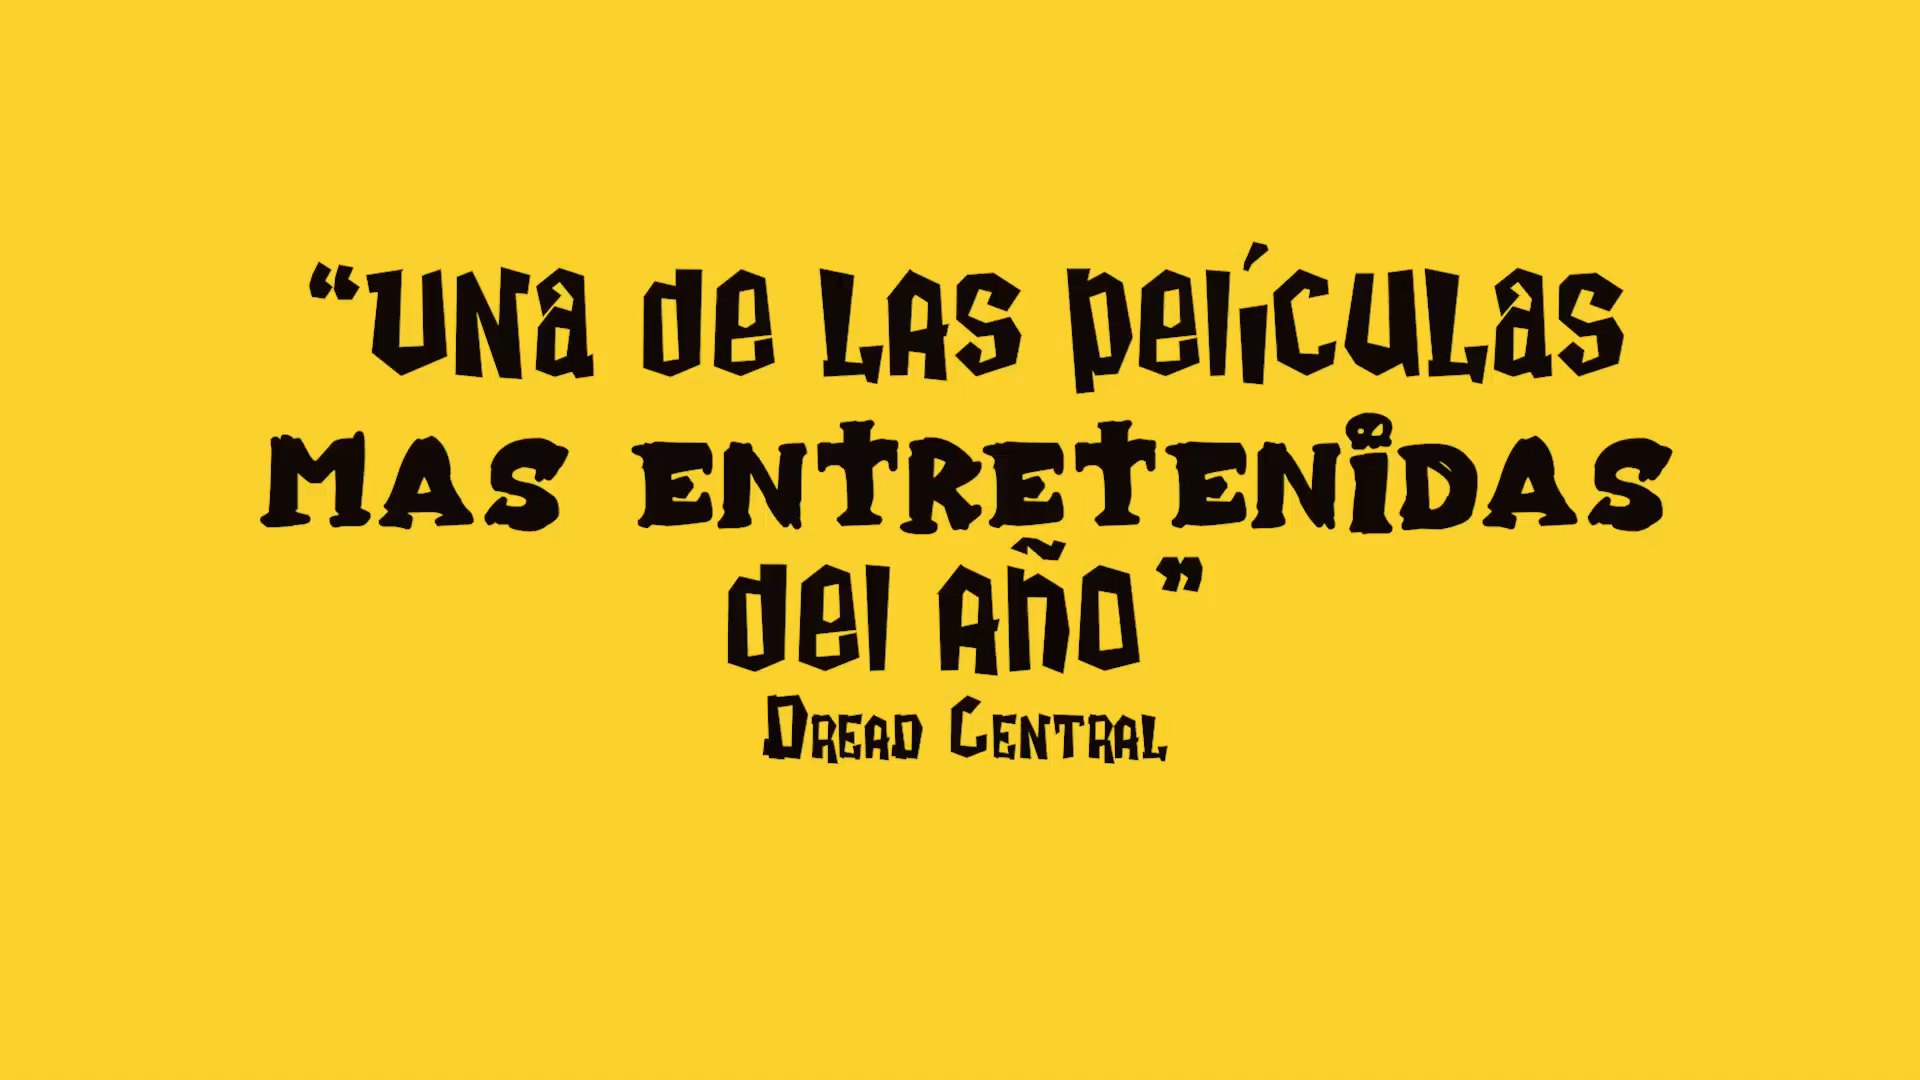 “una de las películas
mas entretenidas
del año”
Dread Central